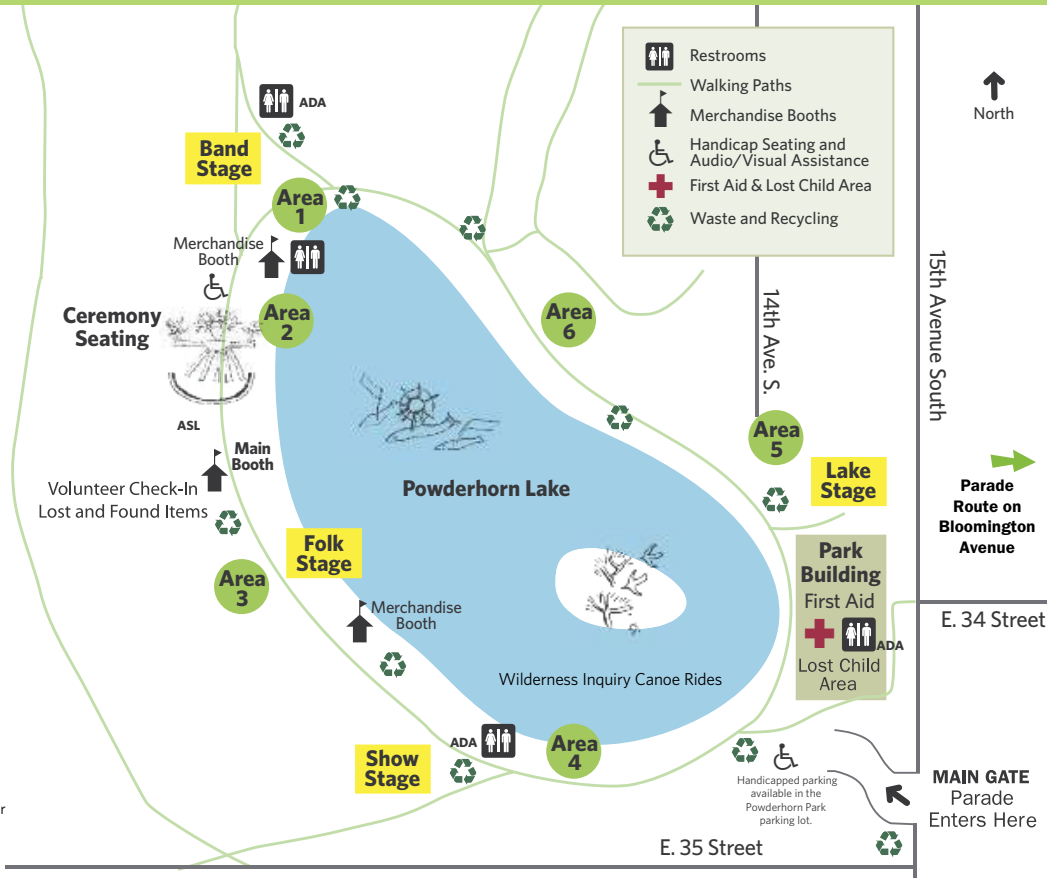 Restrooms
Walking Paths
Merchandise Booths
Handicap Seating and
Audio/Visual Assistance
First Aid & Lost Child Area
Waste and Recycling
North
ADA
Band
Stage
Area
1
Merchandise
Booth
Ceremony
Seating
Area
2
Area
6
14th Ave. S.
15th Avenue South
ASL
Main
Booth
Volunteer Check-In
Lost and Found Items
Powderhorn Lake
Area
5
Lake
Stage
Parade
Route on
Bloomington
Avenue
Folk
Stage
Area
3
Merchandise
Booth
Park
Building
First Aid
ADA
Lost Child
Area
E. 34 Street
Wilderness Inquiry Canoe Rides
ADA
Area
4
Show
Stage
Handicapped parking
available in the
Powderhorn Park
parking lot.
MAIN GATE
Parade
Enters Here
r
E. 35 Street